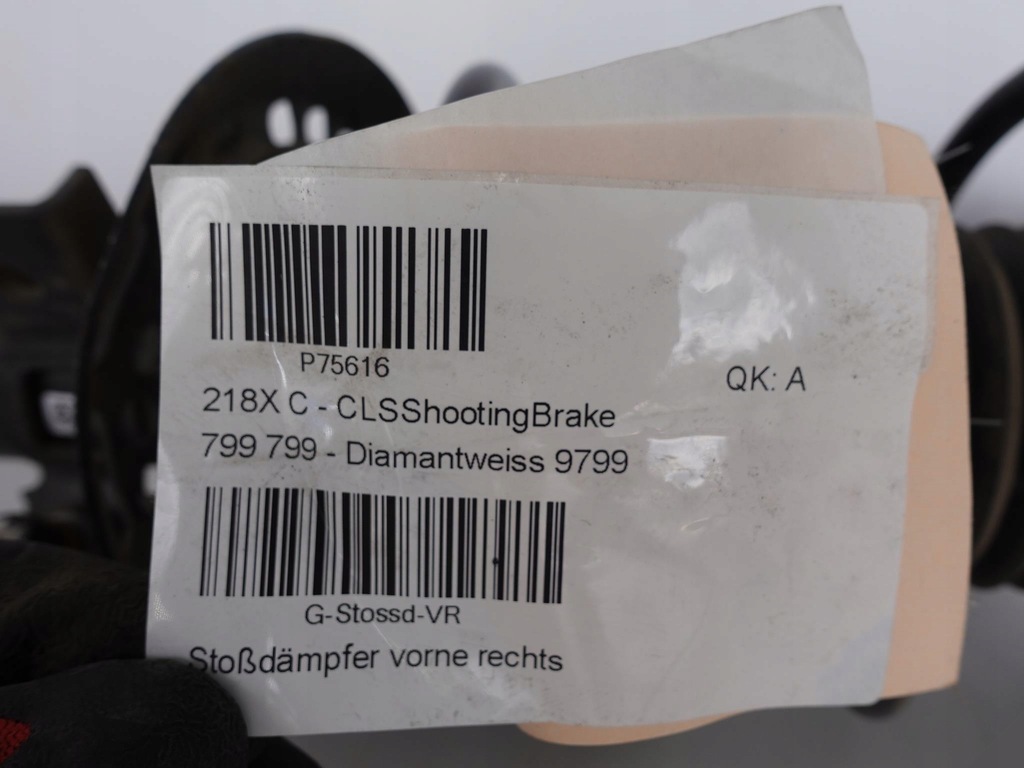 P75616
QK: A
218X C - CLSShootingBrake
799 799 - Diamantweiss 9799
G-Stossd-VR
Stoßdämpfer vorne rechts